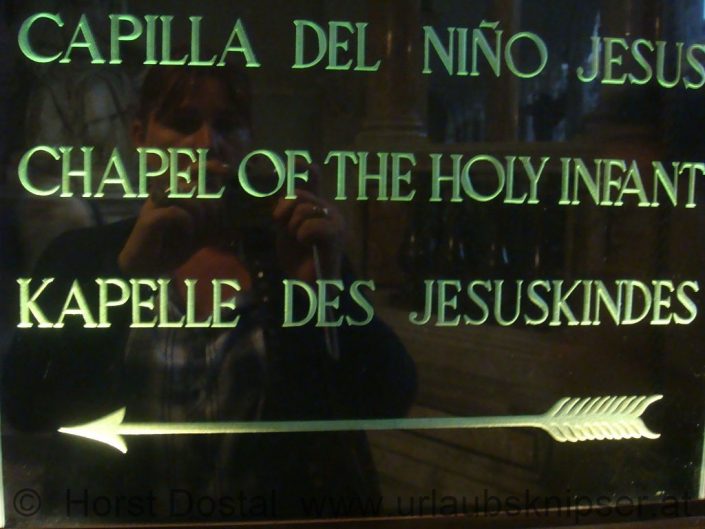 CAPILLA DEL NIÑO JESUS
CHAPEL OF THE HOLY INFANT
KAPELLE DES JESUSKINDES
© Horst Dostal www.urlaubsknipser.at